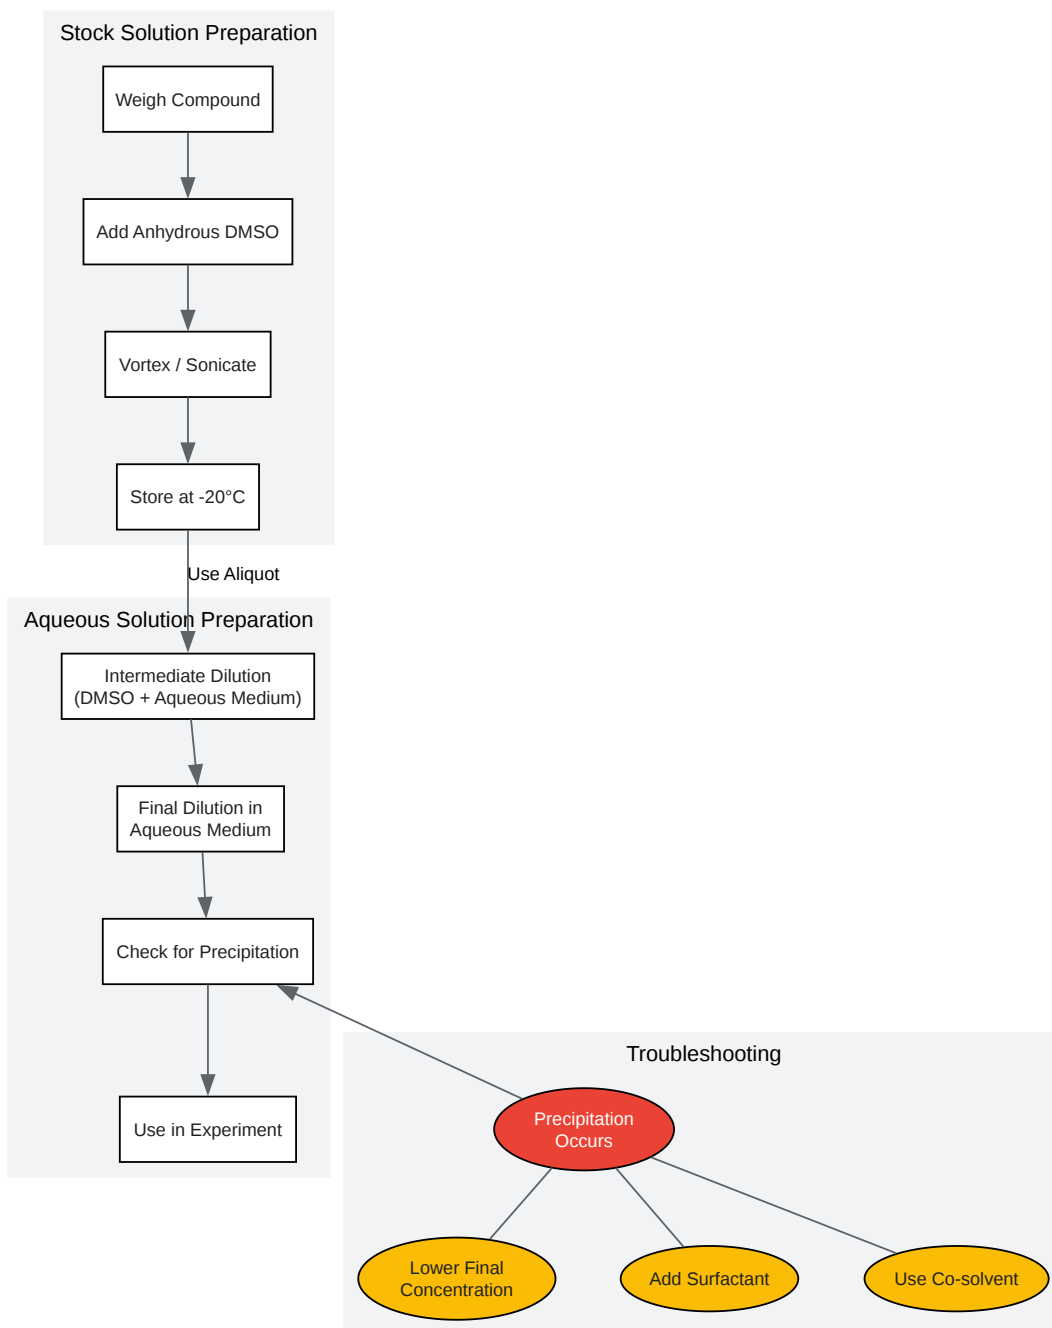 Stock Solution Preparation
Weigh Compound
Add Anhydrous DMSO
Vortex / Sonicate
Store at -20°C
Use Aliquot
Aqueous Solution Preparation
Intermediate Dilution
(DMSO + Aqueous Medium)
Final Dilution in
Aqueous Medium
Check for Precipitation
Use in Experiment
Troubleshooting
Precipitation
Occurs
Lower Final
Concentration
Add Surfactant
Use Co-solvent